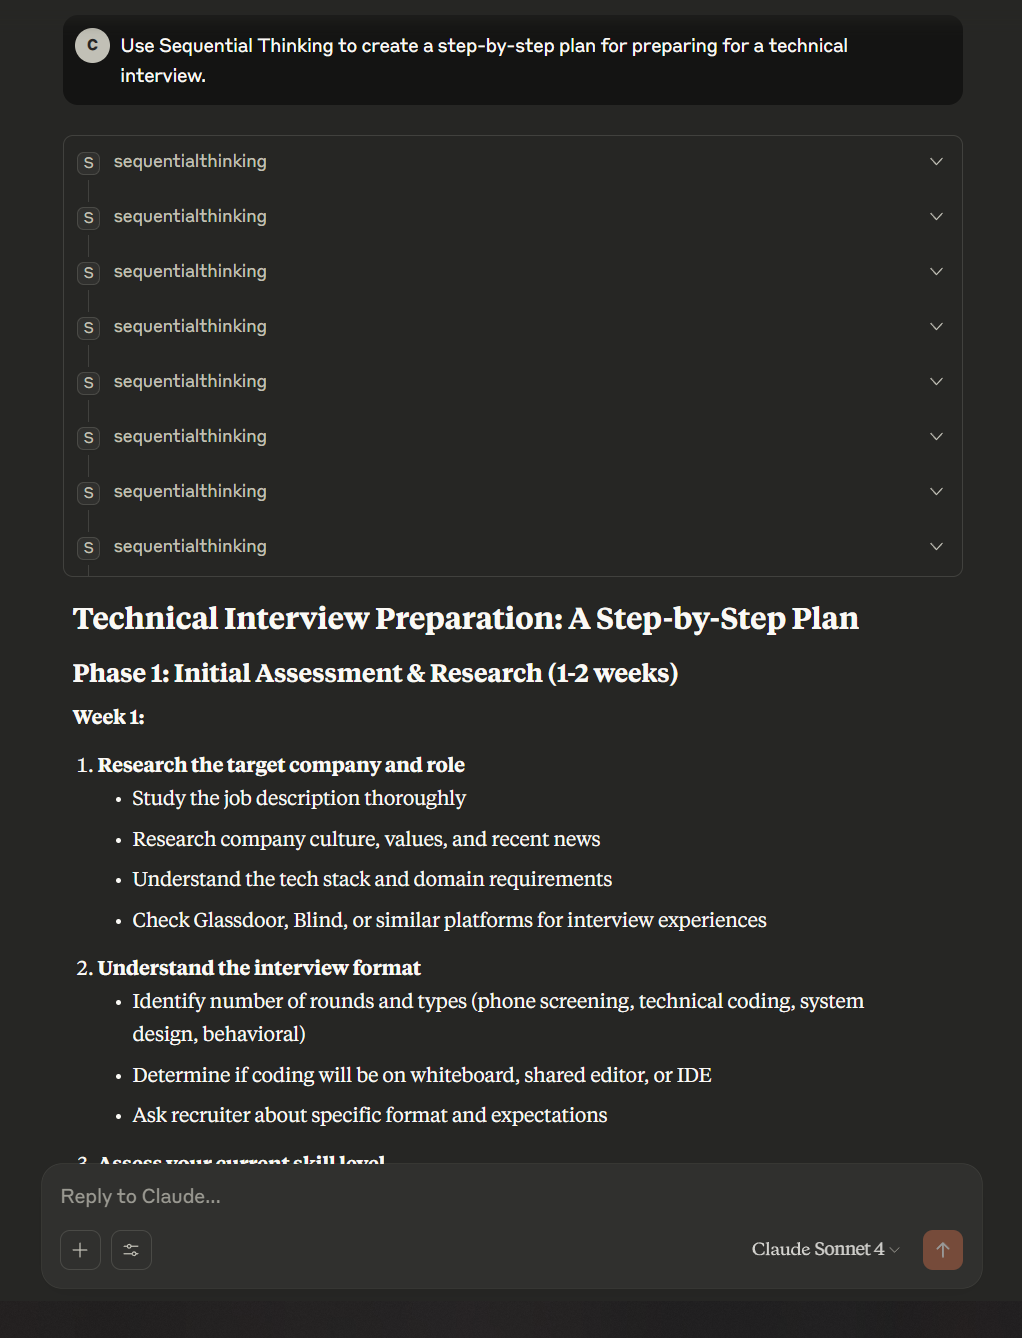 C
Use Sequential Thinking to create a step-by-step plan for preparing for a technical
interview.
S sequentialthinking
S sequentialthinking
S sequentialthinking
S sequentialthinking
S sequentialthinking
S sequentialthinking
S sequentialthinking
S sequentialthinking
Technical Interview Preparation: A Step-by-Step Plan
Phase 1: Initial Assessment & Research (1-2 weeks)
Week 1:
1. Research the target company and role
• Study the job description thoroughly
• Research company culture, values, and recent news
• Understand the tech stack and domain requirements
• Check Glassdoor, Blind, or similar platforms for interview experiences
2. Understand the interview format
• Identify number of rounds and types (phone screening, technical coding, system
design, behavioral)
• Determine if coding will be on whiteboard, shared editor, or IDE
• Ask recruiter about specific format and expectations
3. Assess your current skill level
Reply to Claude...
Claude Sonnet 4